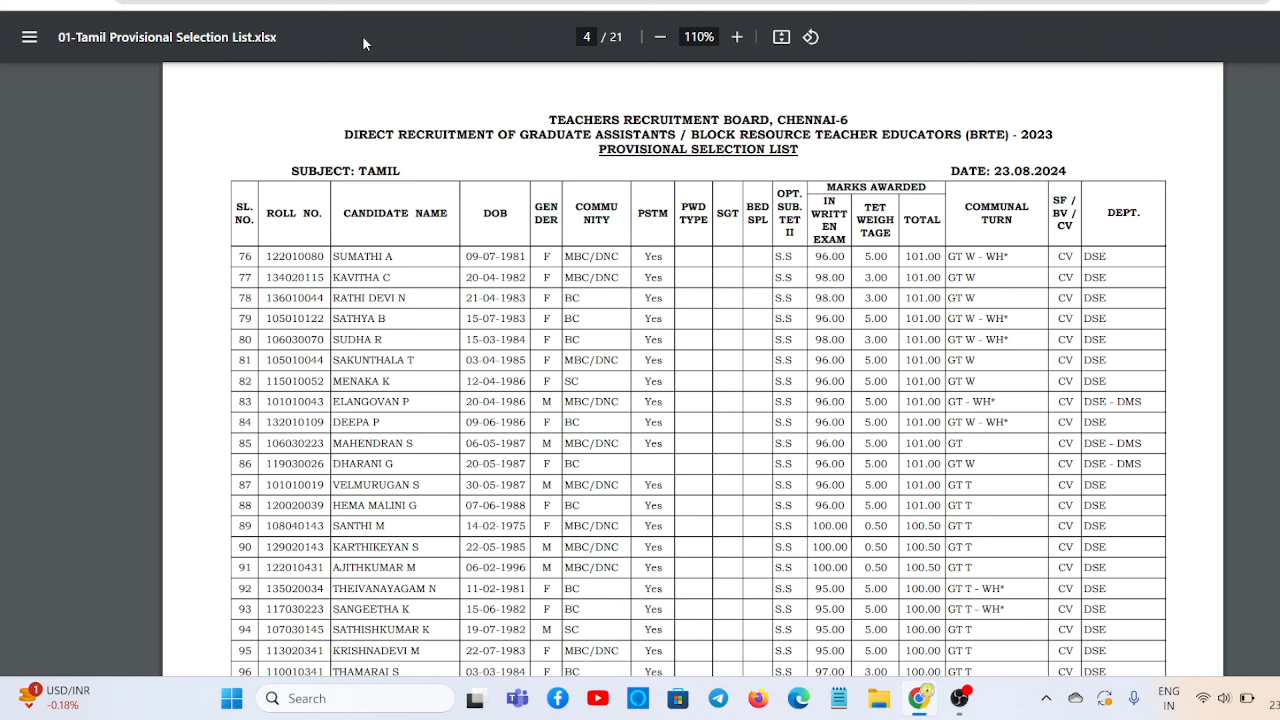 01-Tamil Provisional Selection List.xlsx 4 / 21 110%
TEACHERS RECRUITMENT BOARD, CHENNAI-6
DIRECT RECRUITMENT OF GRADUATE ASSISTANTS / BLOCK RESOURCE TEACHER EDUCATORS (BRTE) - 2023
PROVISIONAL SELECTION LIST
SUBJECT: TAMIL DATE: 23.08.2024
SL. NO. ROLL NO. CANDIDATE NAME DOB GEN DER COMMU NITY PSTM PWD TYPE SGT BED SPL OPT. SUB. TET II MARKS AWARDED IN WRITT EN EXAM TET WEIGH TAGE TOTAL COMMUNAL TURN SF / BV / CV DEPT.
76 122010080 SUMATHI A 09-07-1981 F MBC/DNC Yes S.S 96.00 5.00 101.00 GT W - WH* CV DSE
77 134020115 KAVITHA C 20-04-1982 F MBC/DNC Yes S.S 98.00 3.00 101.00 GT W CV DSE
78 136010044 RATHI DEVI N 21-04-1983 F BC Yes S.S 98.00 3.00 101.00 GT W CV DSE
79 105010122 SATHYA B 15-07-1983 F BC Yes S.S 96.00 5.00 101.00 GT W - WH* CV DSE
80 106030070 SUDHA R 15-03-1984 F BC Yes S.S 98.00 3.00 101.00 GT W - WH* CV DSE
81 105010044 SAKUNTHALA T 03-04-1985 F MBC/DNC Yes S.S 96.00 5.00 101.00 GT W CV DSE
82 115010052 MENAKA K 12-04-1986 F SC Yes S.S 96.00 5.00 101.00 GT W CV DSE
83 101010043 ELANGOVAN P 20-04-1986 M MBC/DNC Yes S.S 96.00 5.00 101.00 GT - WH* CV DSE - DMS
84 132010109 DEEPA P 09-06-1986 F BC Yes S.S 96.00 5.00 101.00 GT W - WH* CV DSE
85 106030223 MAHENDRAN S 06-05-1987 M MBC/DNC Yes S.S 96.00 5.00 101.00 GT CV DSE - DMS
86 119030026 DHARANI G 20-05-1987 F BC S.S 96.00 5.00 101.00 GT W CV DSE - DMS
87 101010019 VELMURUGAN S 30-05-1987 M MBC/DNC Yes S.S 96.00 5.00 101.00 GT T CV DSE
88 120020039 HEMA MALINI G 07-06-1988 F BC Yes S.S 96.00 5.00 101.00 GT T CV DSE
89 108040143 SANTHI M 14-02-1975 F MBC/DNC Yes S.S 100.00 0.50 100.50 GT T CV DSE
90 129020143 KARTHIKEYAN S 22-05-1985 M MBC/DNC Yes S.S 100.00 0.50 100.50 GT T CV DSE
91 122010431 AJITHKUMAR M 06-02-1996 M MBC/DNC Yes S.S 100.00 0.50 100.50 GT T CV DSE
92 135020034 THEIVANAYAGAM N 11-02-1981 F BC Yes S.S 95.00 5.00 100.00 GT T - WH* CV DSE
93 117030223 SANGEETHA K 15-06-1982 F BC Yes S.S 95.00 5.00 100.00 GT T - WH* CV DSE
94 107030145 SATHISHKUMAR K 19-07-1982 M SC Yes S.S 95.00 5.00 100.00 GT T CV DSE
95 113020341 KRISHNADEVI M 22-07-1983 F MBC/DNC Yes S.S 95.00 5.00 100.00 GT T CV DSE
96 110010341 THAMARAI S 03-03-1984 F BC Yes S.S 97.00 3.00 100.00 GT T CV DSE
1 USD/INR
-0.18%
Search
ENG
IN
23